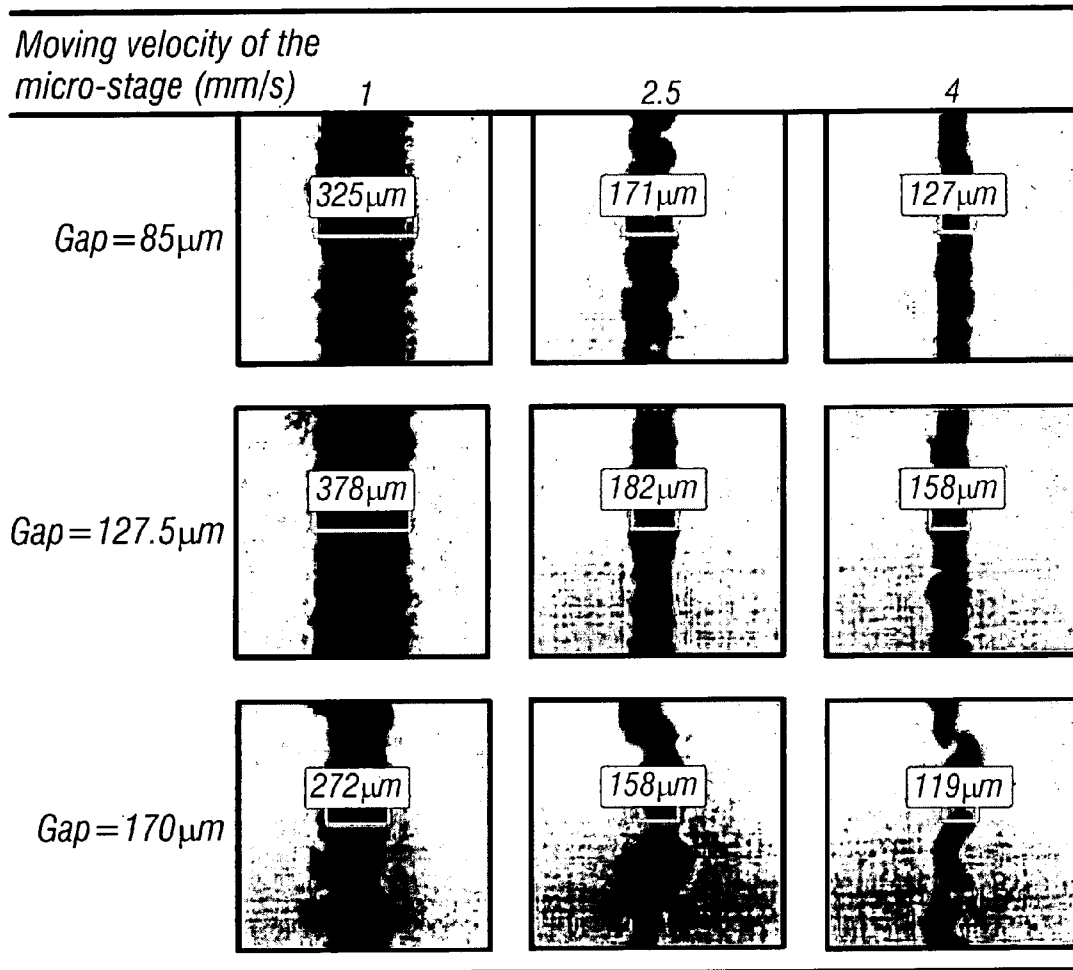 Moving velocity of the
micro-stage (mm/s) 1 2.5 4
325μm 171μm 127μm
Gap=85μm
378μm 182μm 158μm
Gap=127.5μm
272μm 158μm 119μm
Gap=170μm